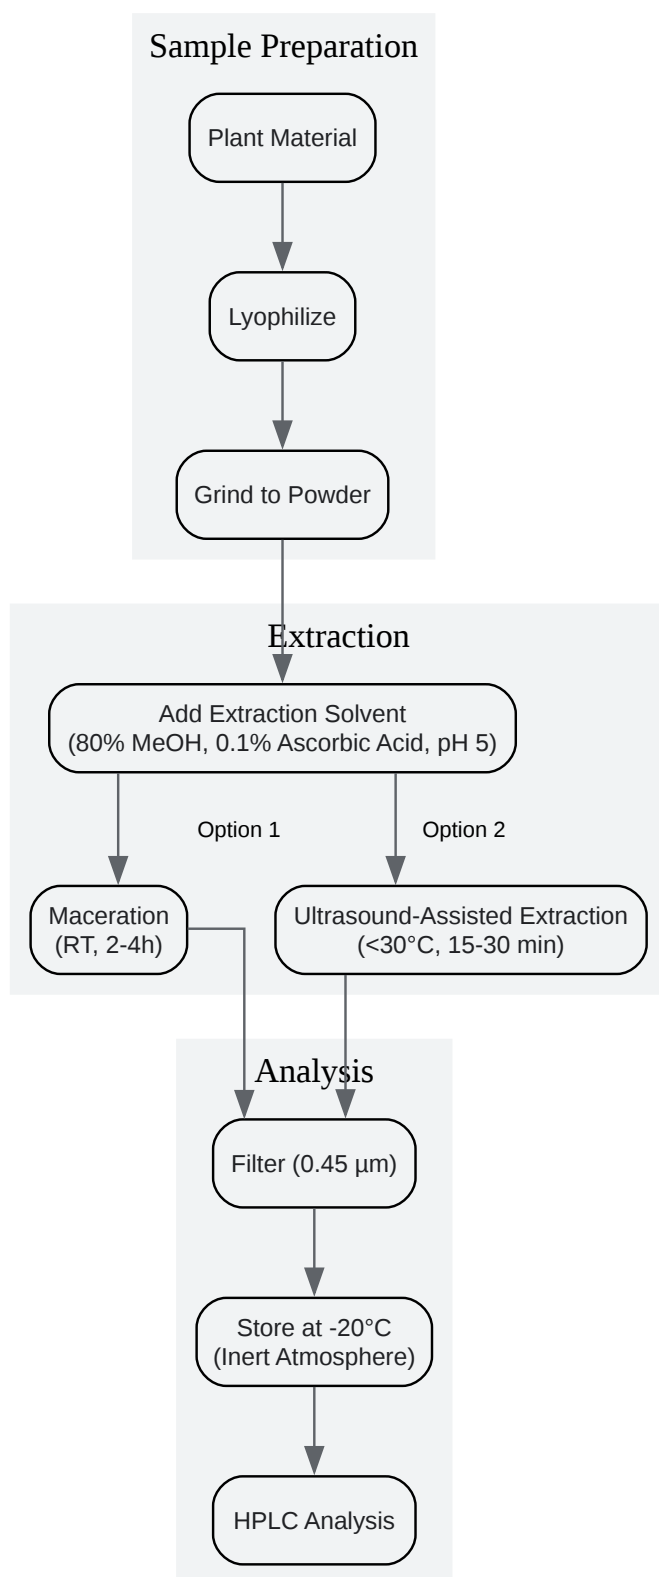 Sample Preparation
Plant Material
Lyophilize
Grind to Powder
Extraction
Add Extraction Solvent
(80% MeOH, 0.1% Ascorbic Acid, pH 5)
Option 1
Option 2
Maceration
(RT, 2-4h)
Ultrasound-Assisted Extraction
(<30°C, 15-30 min)
Analysis
Filter (0.45 µm)
Store at -20°C
(Inert Atmosphere)
HPLC Analysis